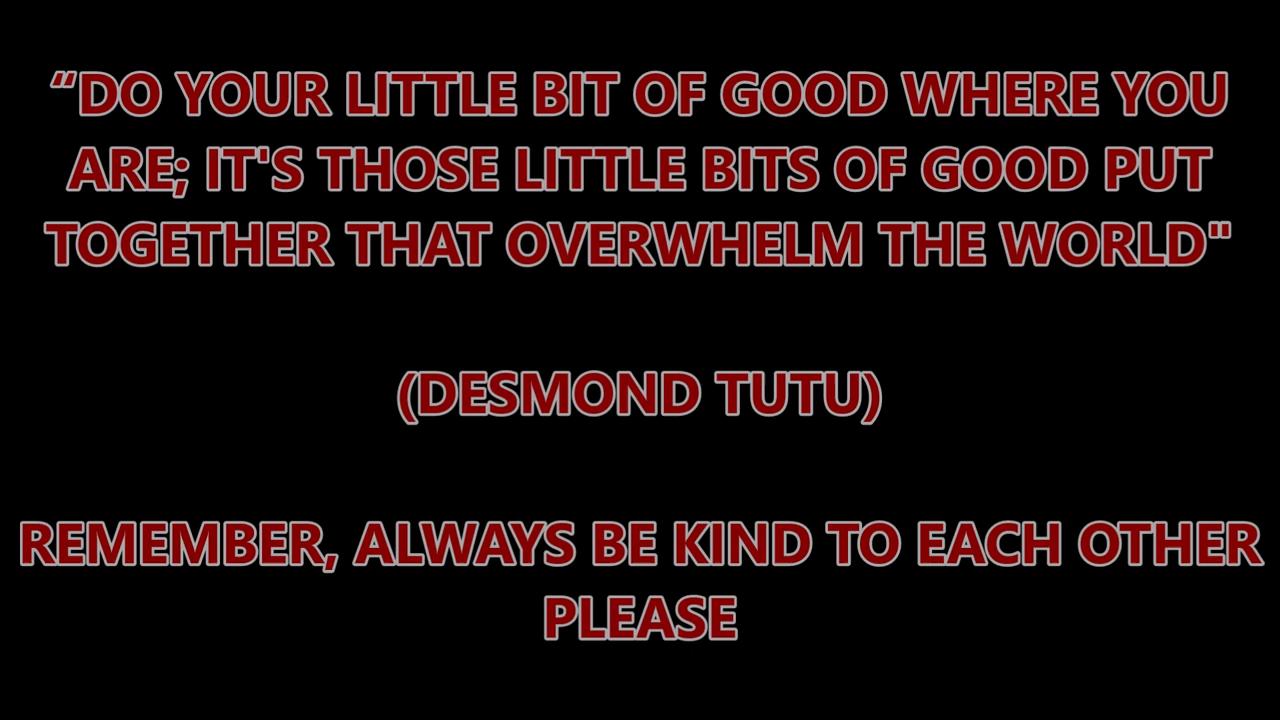 “DO YOUR LITTLE BIT OF GOOD WHERE YOU
ARE; IT'S THOSE LITTLE BITS OF GOOD PUT
TOGETHER THAT OVERWHELM THE WORLD"
(DESMOND TUTU)
REMEMBER, ALWAYS BE KIND TO EACH OTHER
PLEASE